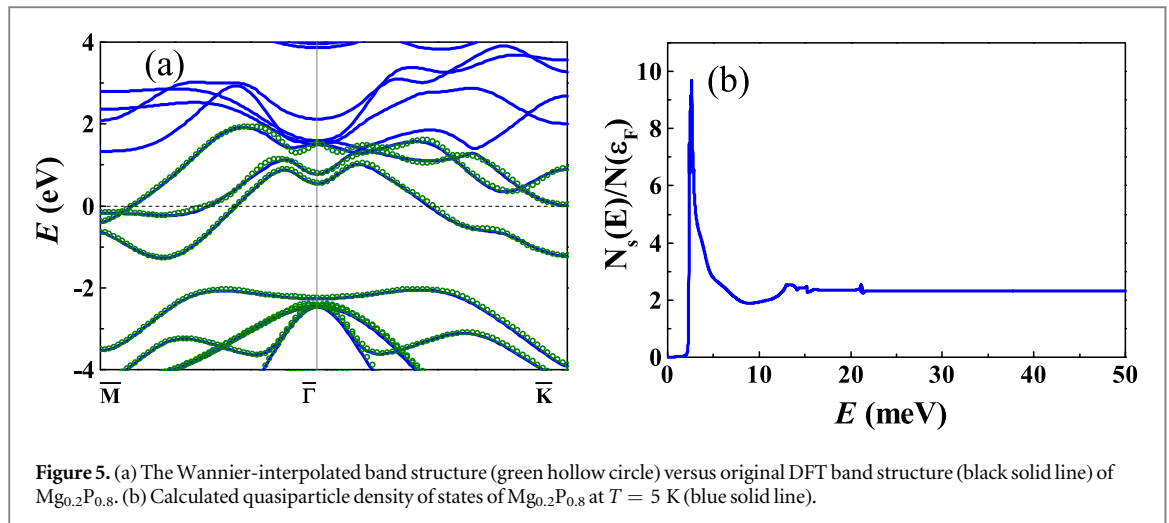 4
2
0
-2
-4
E (eV)
(a)
M̅
Γ̅
K̅
10
8
6
4
2
0
N_s(E)/N(ε_F)
(b)
0 10 20 30 40 50
E (meV)
Figure 5. (a) The Wannier-interpolated band structure (green hollow circle) versus original DFT band structure (black solid line) of
Mg₀.₂P₀.₈. (b) Calculated quasiparticle density of states of Mg₀.₂P₀.₈ at T = 5 K (blue solid line).